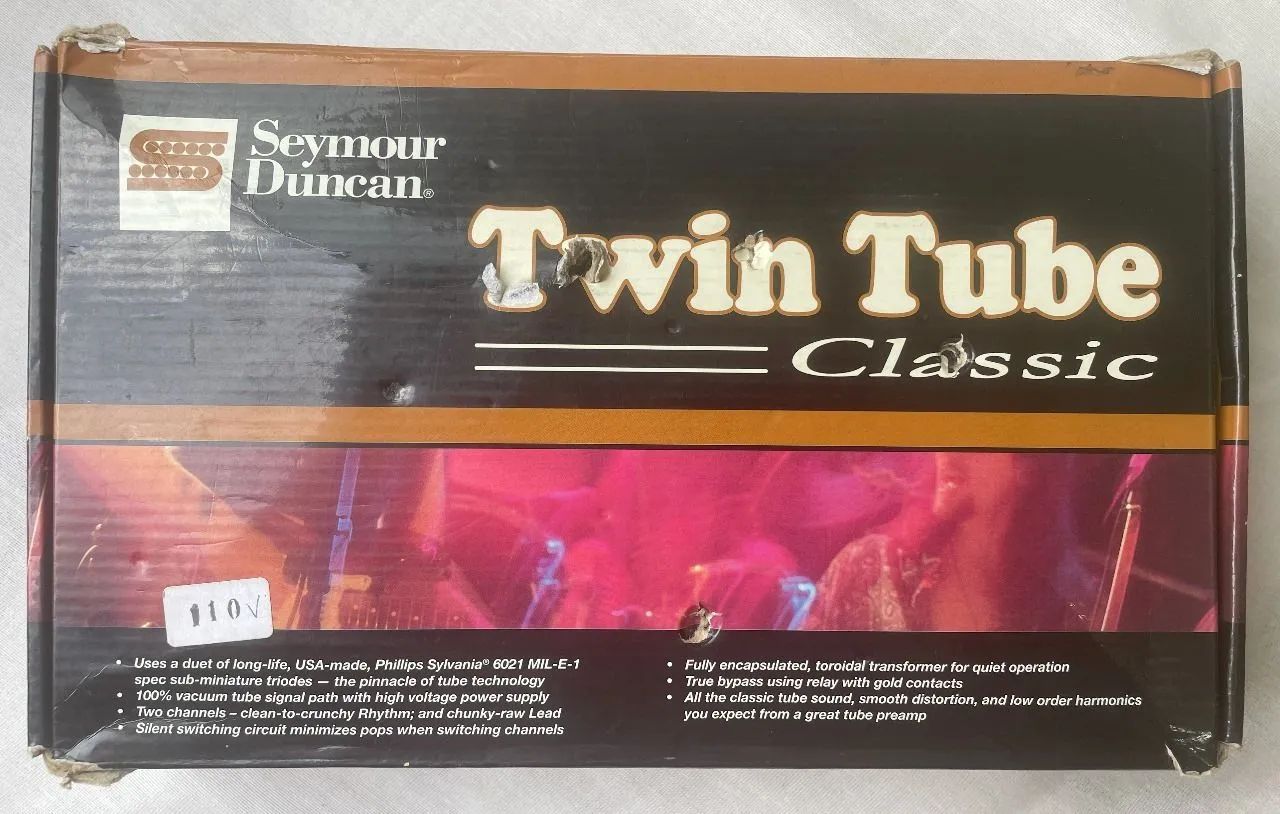 Seymour
Duncan®
Twin Tube
Classic
110V
• Uses a duet of long-life, USA-made, Phillips Sylvania® 6021 MIL-E-1
spec sub-miniature triodes — the pinnacle of tube technology
• 100% vacuum tube signal path with high voltage power supply
• Two channels – clean-to-crunchy Rhythm; and chunky-raw Lead
• Silent switching circuit minimizes pops when switching channels
• Fully encapsulated, toroidal transformer for quiet operation
• True bypass using relay with gold contacts
• All the classic tube sound, smooth distortion, and low order harmonics
you expect from a great tube preamp